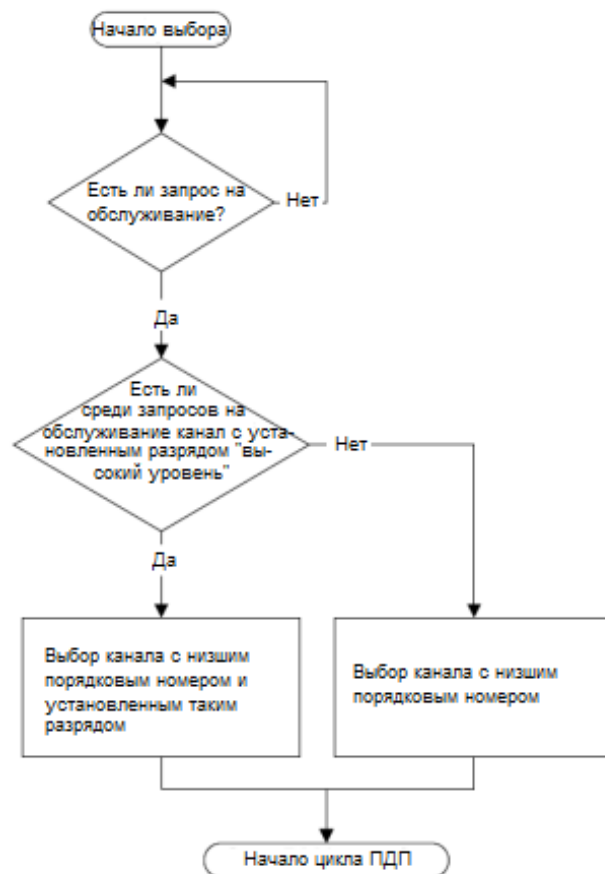 Начало выбора
Есть ли запрос на
обслуживание?
Нет
Да
Есть ли
среди запросов на
обслуживание канал с уста-
новленным разрядом "вы-
сокий уровень"
Нет
Да
Выбор канала с низшим
порядковым номером и
установленным таким
разрядом
Выбор канала с низшим
порядковым номером
Начало цикла ПДП